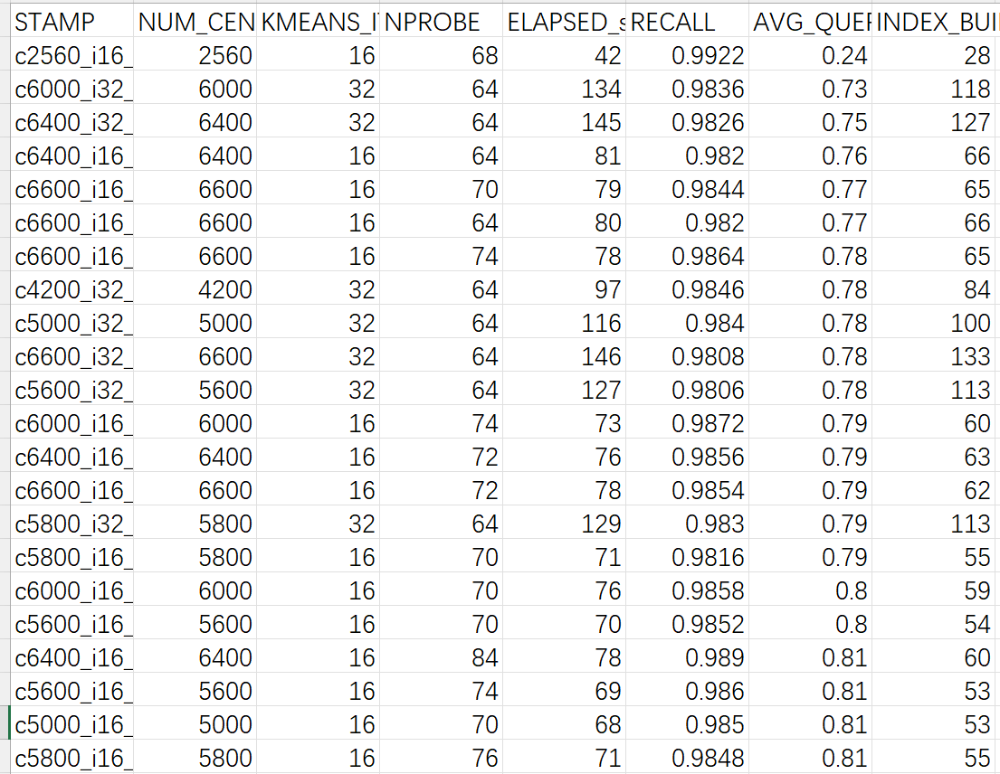 STAMP NUM_CEN KMEANS_I NPROBE ELAPSED_s RECALL AVG_QUER INDEX_BUI
c2560_i16_ 2560 16 68 42 0.9922 0.24 28
c6000_i32_ 6000 32 64 134 0.9836 0.73 118
c6400_i32_ 6400 32 64 145 0.9826 0.75 127
c6400_i16_ 6400 16 64 81 0.982 0.76 66
c6600_i16_ 6600 16 70 79 0.9844 0.77 65
c6600_i16_ 6600 16 64 80 0.982 0.77 66
c6600_i16_ 6600 16 74 78 0.9864 0.78 65
c4200_i32_ 4200 32 64 97 0.9846 0.78 84
c5000_i32_ 5000 32 64 116 0.984 0.78 100
c6600_i32_ 6600 32 64 146 0.9808 0.78 133
c5600_i32_ 5600 32 64 127 0.9806 0.78 113
c6000_i16_ 6000 16 74 73 0.9872 0.79 60
c6400_i16_ 6400 16 72 76 0.9856 0.79 63
c6600_i16_ 6600 16 72 78 0.9854 0.79 62
c5800_i32_ 5800 32 64 129 0.983 0.79 113
c5800_i16_ 5800 16 70 71 0.9816 0.79 55
c6000_i16_ 6000 16 70 76 0.9858 0.8 59
c5600_i16_ 5600 16 70 70 0.9852 0.8 54
c6400_i16_ 6400 16 84 78 0.989 0.81 60
c5600_i16_ 5600 16 74 69 0.986 0.81 53
c5000_i16_ 5000 16 70 68 0.985 0.81 53
c5800_i16_ 5800 16 76 71 0.9848 0.81 55